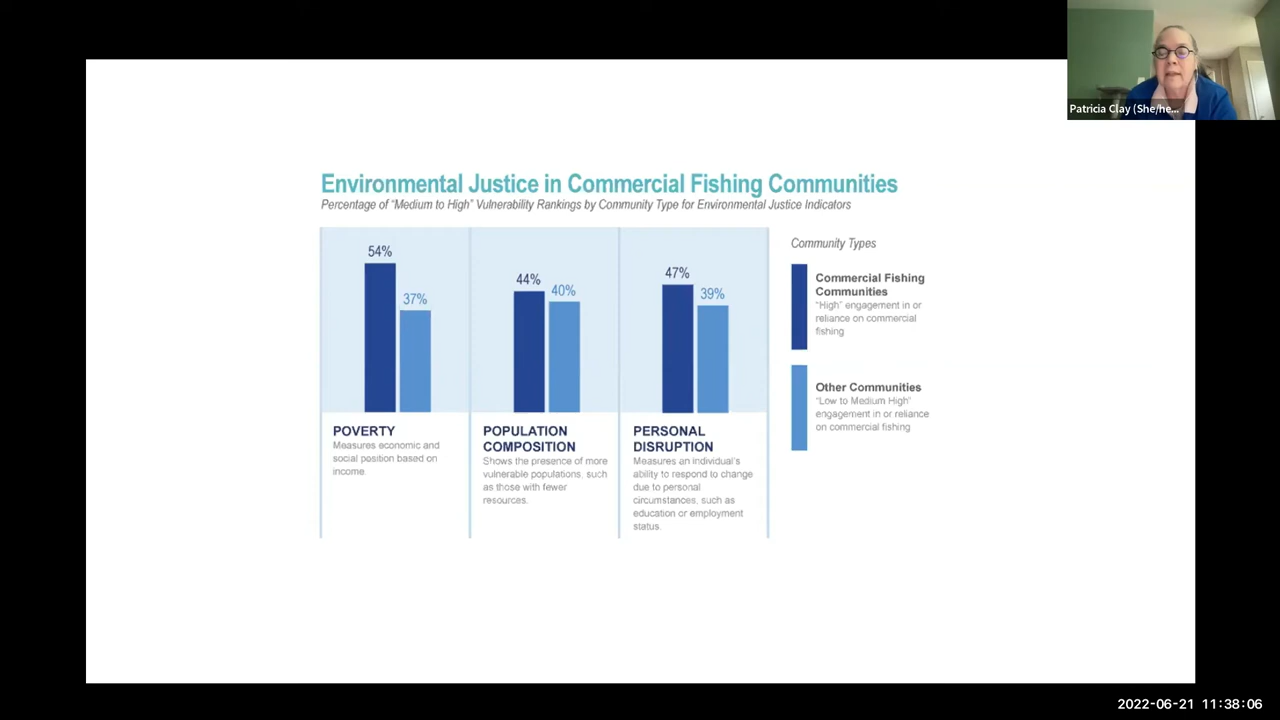 Patricia Clay (She/he...
Environmental Justice in Commercial Fishing Communities
Percentage of "Medium to High" Vulnerability Rankings by Community Type for Environmental Justice Indicators
54%
37%
44%
40%
47%
39%
POVERTY
Measures economic and
social position based on
income.
POPULATION
COMPOSITION
Shows the presence of more
vulnerable populations, such
as those with fewer
resources.
PERSONAL
DISRUPTION
Measures an individual's
ability to respond to change
due to personal
circumstances, such as
education or employment
status.
Community Types
Commercial Fishing
Communities
"High" engagement in or
reliance on commercial
fishing
Other Communities
"Low to Medium High"
engagement in or reliance
on commercial fishing
2022-06-21 11:38:06